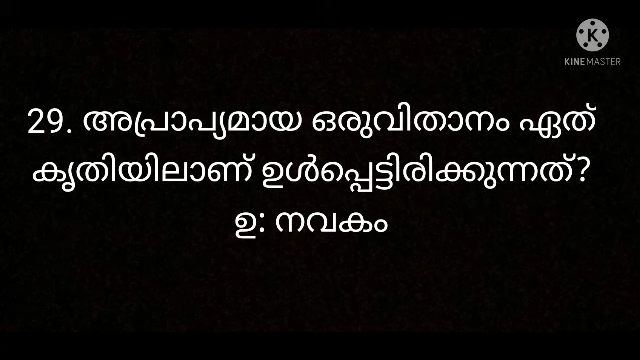 K
KINEMASTER
29. അപ്രാപ്യമായ ഒരുവിതാനം ഏത്
കൃതിയിലാണ് ഉൾപ്പെട്ടിരിക്കുന്നത്?
ഉ: നവകം